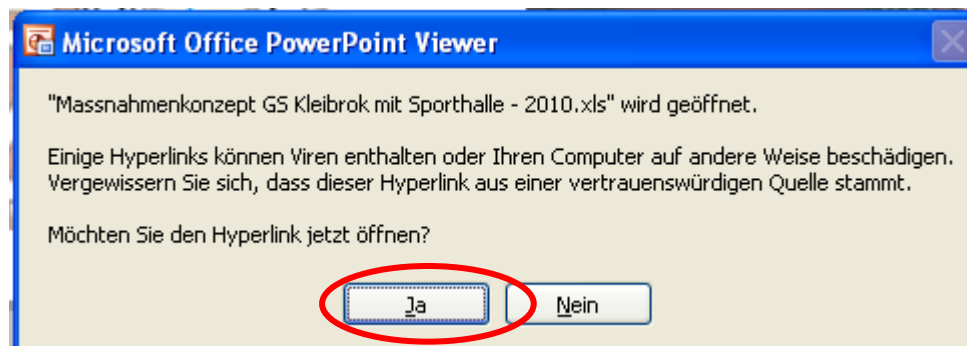 Microsoft Office PowerPoint Viewer
"Massnahmenkonzept GS Kleibrok mit Sporthalle - 2010.xls" wird geöffnet.
Einige Hyperlinks können Viren enthalten oder Ihren Computer auf andere Weise beschädigen.
Vergewissern Sie sich, dass dieser Hyperlink aus einer vertrauenswürdigen Quelle stammt.
Möchten Sie den Hyperlink jetzt öffnen?
Ja Nein